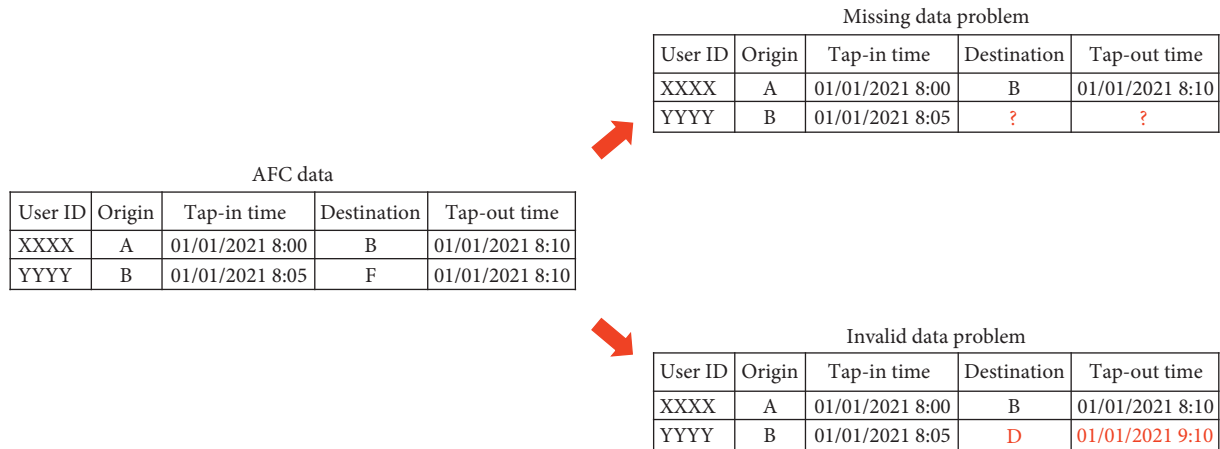 Missing data problem
User ID Origin Tap-in time Destination Tap-out time
XXXX A 01/01/2021 8:00 B 01/01/2021 8:10
YYYY B 01/01/2021 8:05 ? ?
AFC data
User ID Origin Tap-in time Destination Tap-out time
XXXX A 01/01/2021 8:00 B 01/01/2021 8:10
YYYY B 01/01/2021 8:05 F 01/01/2021 8:10
Invalid data problem
User ID Origin Tap-in time Destination Tap-out time
XXXX A 01/01/2021 8:00 B 01/01/2021 8:10
YYYY B 01/01/2021 8:05 D 01/01/2021 9:10